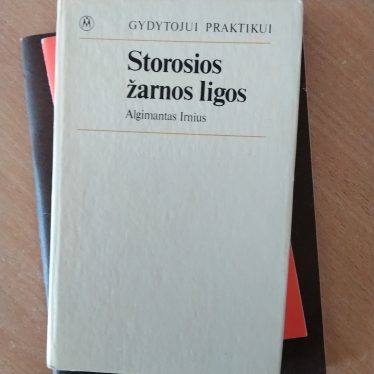 GYDYTOJUI PRAKTIKUI
Storosios
žarnos ligos
Algimantas Irnius